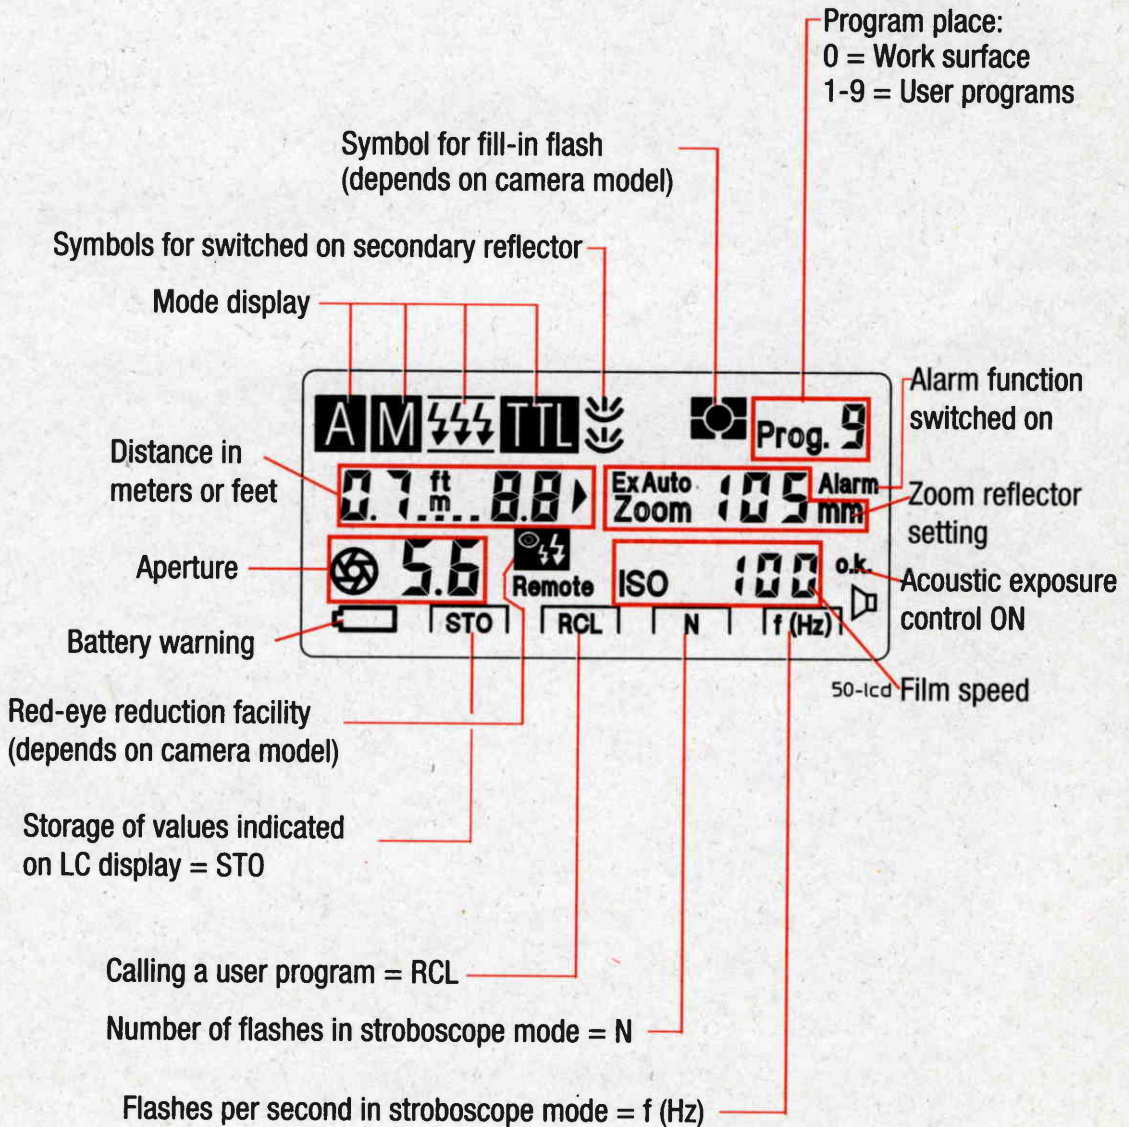 Program place:
0 = Work surface
1-9 = User programs
Symbol for fill-in flash
(depends on camera model)
Symbols for switched on secondary reflector
Mode display
Alarm function
switched on
A M TTL Prog. 9
Distance in
meters or feet
0.7 ft m 8.8 Ex Auto Zoom 105 Alarm mm
Zoom reflector
setting
Aperture
5.6 Remote ISO 100 o.k.
Acoustic exposure
control ON
Battery warning
STO RCL N f (Hz)
50-lcd
Film speed
Red-eye reduction facility
(depends on camera model)
Storage of values indicated
on LC display = STO
Calling a user program = RCL
Number of flashes in stroboscope mode = N
Flashes per second in stroboscope mode = f (Hz)